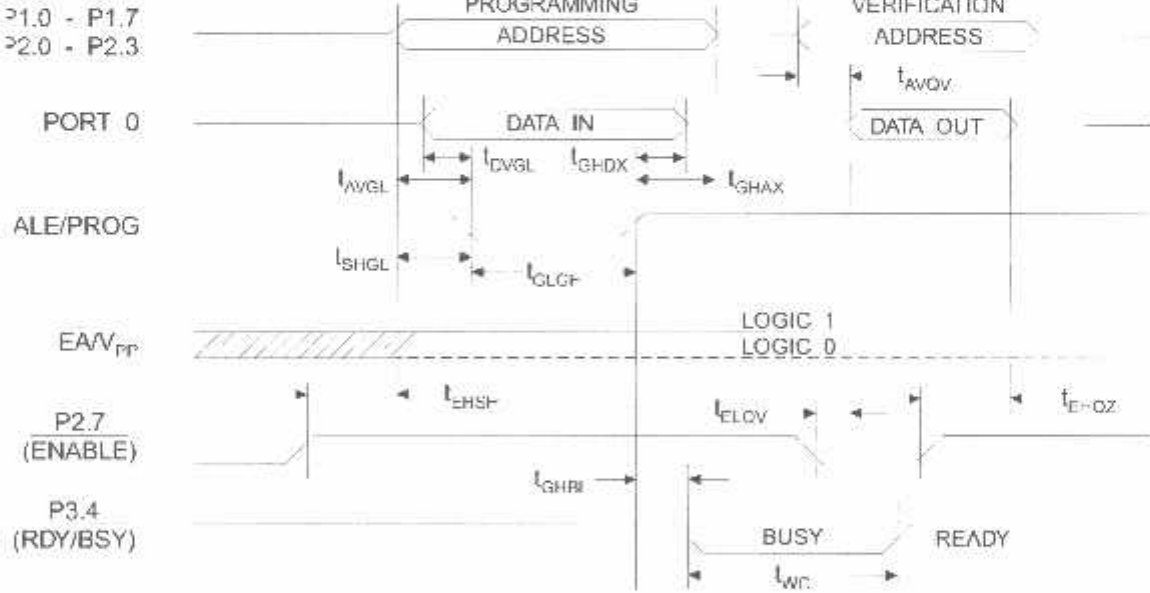 PROGRAMMING VERIFICATION
P1.0 - P1.7
P2.0 - P2.3
ADDRESS ADDRESS
tAVQV
PORT 0 DATA IN DATA OUT
tDVGL tGHDX
tAVGL tGHAX
ALE/PROG
tSHGL tGLGH
LOGIC 1
EA/VPP
LOGIC 0
tEHSH tEHQZ
P2.7 tELQV
(ENABLE)
tGHBL
P3.4
(RDY/BSY) BUSY READY
tWC